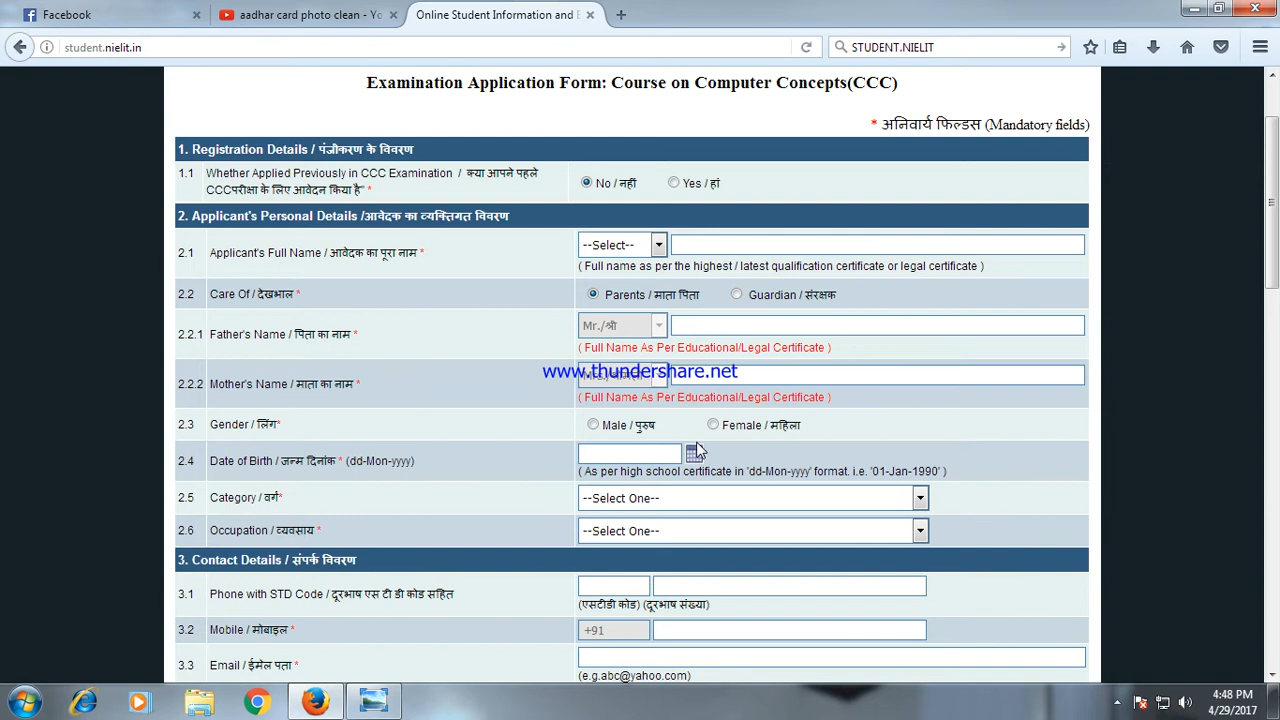 Facebook
aadhar card photo clean - Yo
Online Student Information and E
student.nielit.in
STUDENT.NIELIT
Examination Application Form: Course on Computer Concepts(CCC)
* अनिवार्य फिल्डस (Mandatory fields)
1. Registration Details / पंजीकरण के विवरण
1.1 Whether Applied Previously in CCC Examination / क्या आपने पहले
CCCपरीक्षा के लिए आवेदन किया है" *
No / नहीं Yes / हां
2. Applicant's Personal Details /आवेदक का व्यक्तिगत विवरण
2.1 Applicant's Full Name / आवेदक का पूरा नाम * --Select--
( Full name as per the highest / latest qualification certificate or legal certificate )
2.2 Care Of / देखभाल * Parents / माता पिता Guardian / संरक्षक
2.2.1 Father's Name / पिता का नाम * Mr./श्री
( Full Name As Per Educational/Legal Certificate )
www.thundershare.net
2.2.2 Mother's Name / माता का नाम *
( Full Name As Per Educational/Legal Certificate )
2.3 Gender / लिंग* Male / पुरुष Female / महिला
2.4 Date of Birth / जन्म दिनांक * (dd-Mon-yyyy)
( As per high school certificate in 'dd-Mon-yyyy' format. i.e. '01-Jan-1990' )
2.5 Category / वर्ग* --Select One--
2.6 Occupation / व्यवसाय * --Select One--
3. Contact Details / संपर्क विवरण
3.1 Phone with STD Code / दूरभाष एस टी डी कोड सहित
(एसटीडी कोड) (दूरभाष संख्या)
3.2 Mobile / मोबाइल * +91
3.3 Email / ईमेल पता *
(e.g.abc@yahoo.com)
4:48 PM
4/29/2017